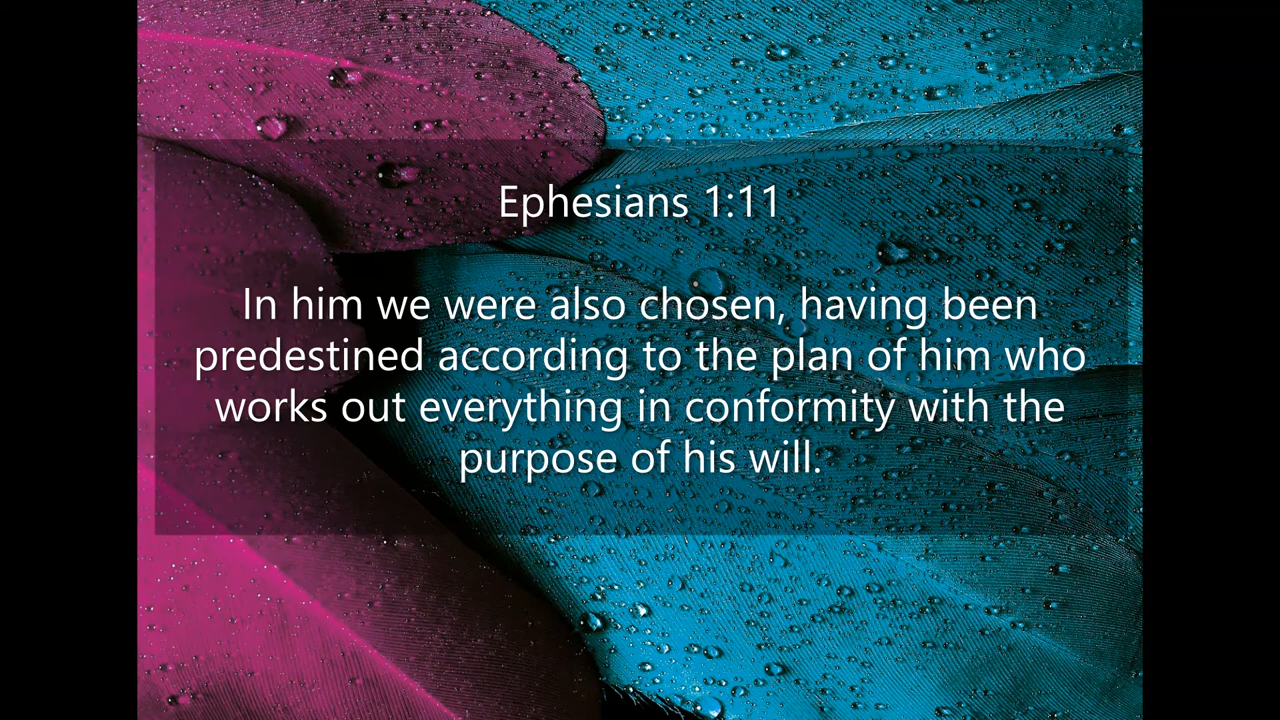 Ephesians 1:11
In him we were also chosen, having been
predestined according to the plan of him who
works out everything in conformity with the
purpose of his will.